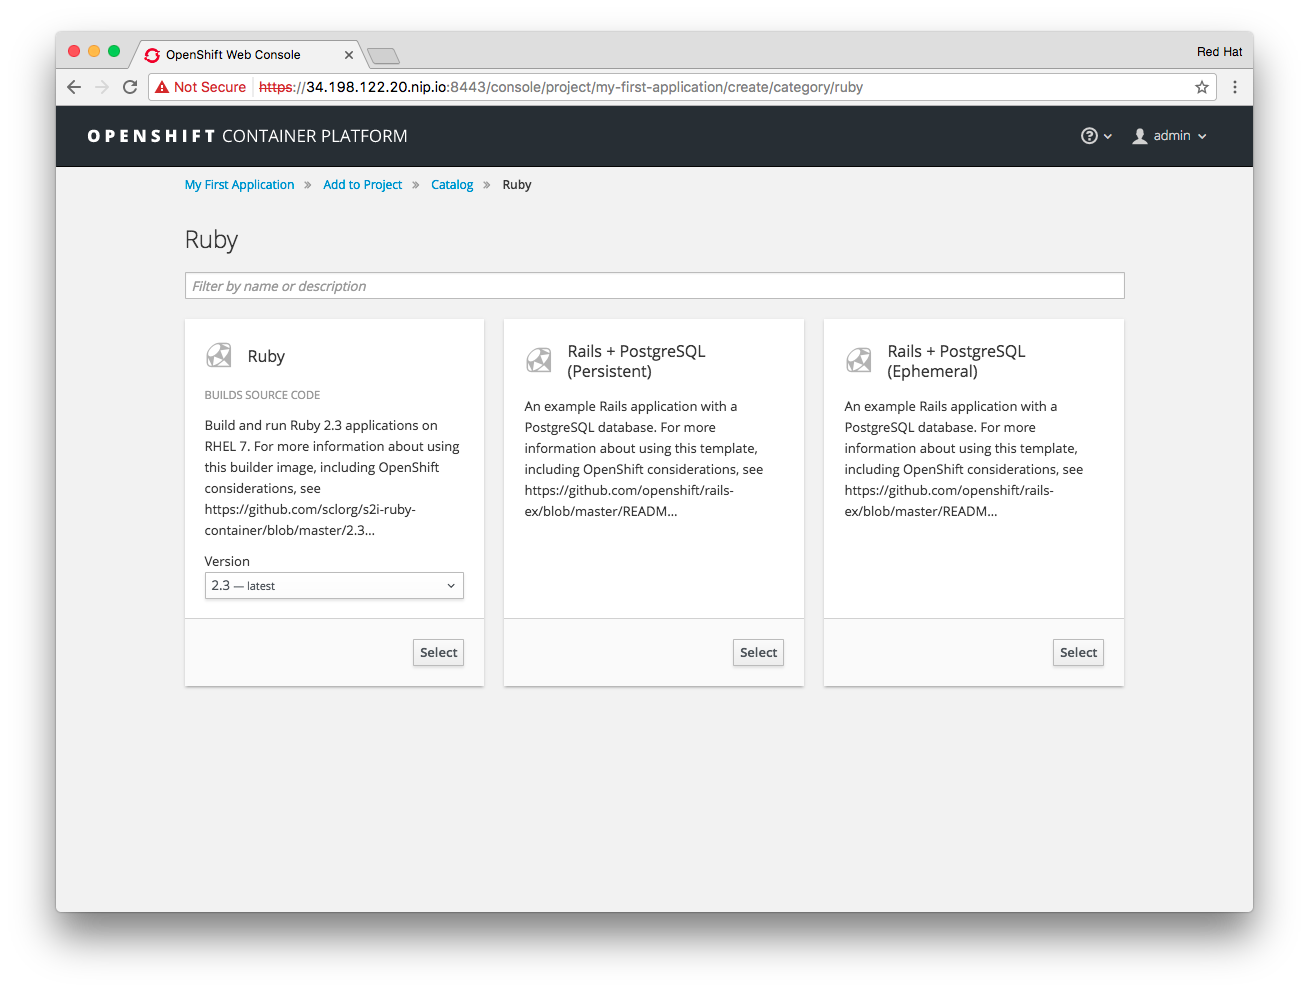 OpenShift Web Console
Red Hat
Not Secure https://34.198.122.20.nip.io:8443/console/project/my-first-application/create/category/ruby
OPENSHIFT CONTAINER PLATFORM
admin
My First Application » Add to Project » Catalog » Ruby
Ruby
Filter by name or description
Ruby
BUILDS SOURCE CODE
Build and run Ruby 2.3 applications on
RHEL 7. For more information about using
this builder image, including OpenShift
considerations, see
https://github.com/sclorg/s2i-ruby-
container/blob/master/2.3...
Version
2.3 — latest
Select
Rails + PostgreSQL
(Persistent)
An example Rails application with a
PostgreSQL database. For more
information about using this template,
including OpenShift considerations, see
https://github.com/openshift/rails-
ex/blob/master/READM...
Select
Rails + PostgreSQL
(Ephemeral)
An example Rails application with a
PostgreSQL database. For more
information about using this template,
including OpenShift considerations, see
https://github.com/openshift/rails-
ex/blob/master/READM...
Select